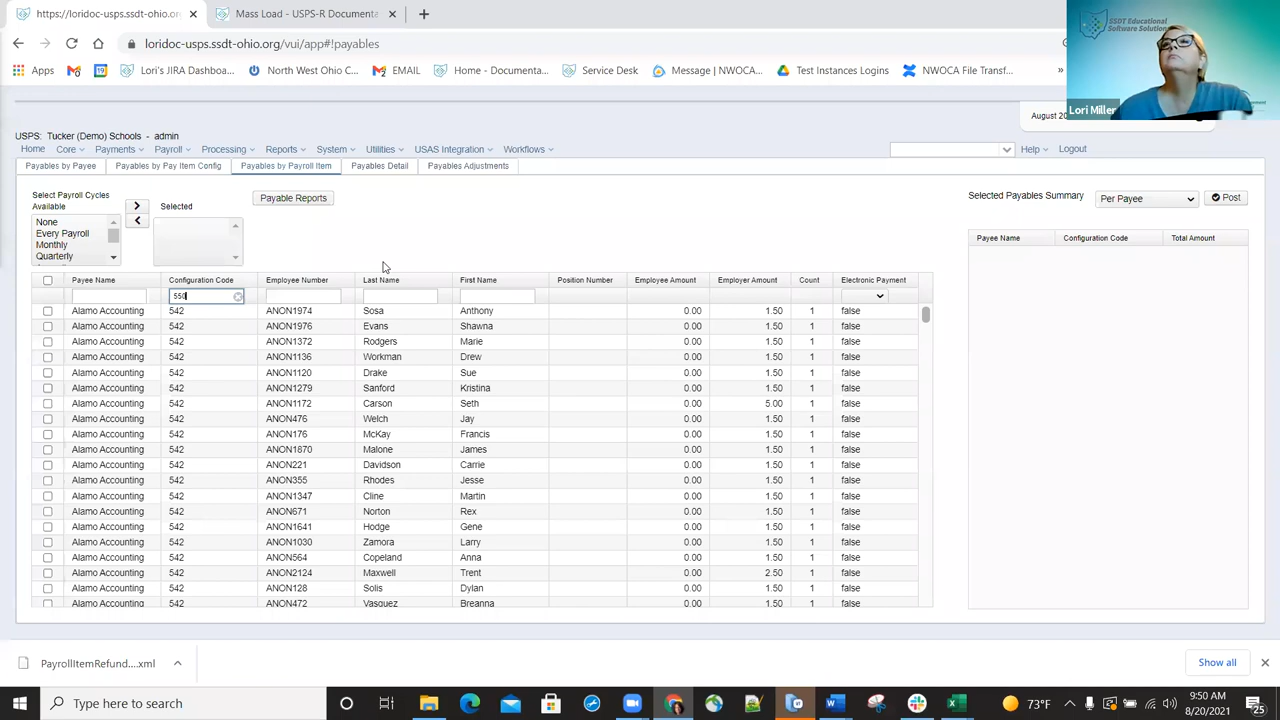 https://loridoc-usps.ssdt-ohio.org/
Mass Load - USPS-R Documenta
loridoc-usps.ssdt-ohio.org/vui/app#!payables
Apps
Lori's JIRA Dashboa...
North West Ohio C...
EMAIL
Home - Documenta...
Service Desk
Message | NWOCA...
Test Instances Login​s
NWOCA File Transf...
»
SSDT Educational
Software Solutions
Lori Miller
August 20
USPS: Tucker (Demo) Schools - admin
Home Core Payments Payroll Processing Reports System Utilities USAS Integration Workflows Help Logout
Payables by Payee Payables by Pay Item Config Payables by Payroll Item Payables Detail Payables Adjustments
Select Payroll Cycles
Available Selected
None
Every Payroll
Monthly
Quarterly
Payable Reports
Selected Payables Summary Per Payee Post
Payee Name Configuration Code Total Amount
Payee Name Configuration Code Employee Number Last Name First Name Position Number Employee Amount Employer Amount Count Electronic Payment
550
Alamo Accounting 542 ANON1974 Sosa Anthony 0.00 1.50 1 false
Alamo Accounting 542 ANON1976 Evans Shawna 0.00 1.50 1 false
Alamo Accounting 542 ANON1372 Rodgers Marie 0.00 1.50 1 false
Alamo Accounting 542 ANON1136 Workman Drew 0.00 1.50 1 false
Alamo Accounting 542 ANON1120 Drake Sue 0.00 1.50 1 false
Alamo Accounting 542 ANON1279 Sanford Kristina 0.00 1.50 1 false
Alamo Accounting 542 ANON1172 Carson Seth 0.00 5.00 1 false
Alamo Accounting 542 ANON476 Welch Jay 0.00 1.50 1 false
Alamo Accounting 542 ANON176 McKay Francis 0.00 1.50 1 false
Alamo Accounting 542 ANON1870 Malone James 0.00 1.50 1 false
Alamo Accounting 542 ANON221 Davidson Carrie 0.00 1.50 1 false
Alamo Accounting 542 ANON355 Rhodes Jesse 0.00 1.50 1 false
Alamo Accounting 542 ANON1347 Cline Martin 0.00 1.50 1 false
Alamo Accounting 542 ANON671 Norton Rex 0.00 1.50 1 false
Alamo Accounting 542 ANON1641 Hodge Gene 0.00 1.50 1 false
Alamo Accounting 542 ANON1030 Zamora Larry 0.00 1.50 1 false
Alamo Accounting 542 ANON564 Copeland Anna 0.00 1.50 1 false
Alamo Accounting 542 ANON2124 Maxwell Trent 0.00 2.50 1 false
Alamo Accounting 542 ANON128 Solis Dylan 0.00 1.50 1 false
Alamo Accounting 542 ANON472 Vasquez Breanna 0.00 1.50 1 false
PayrollItemRefund....xml
Show all
Type here to search
73°F
9:50 AM
8/20/2021
25